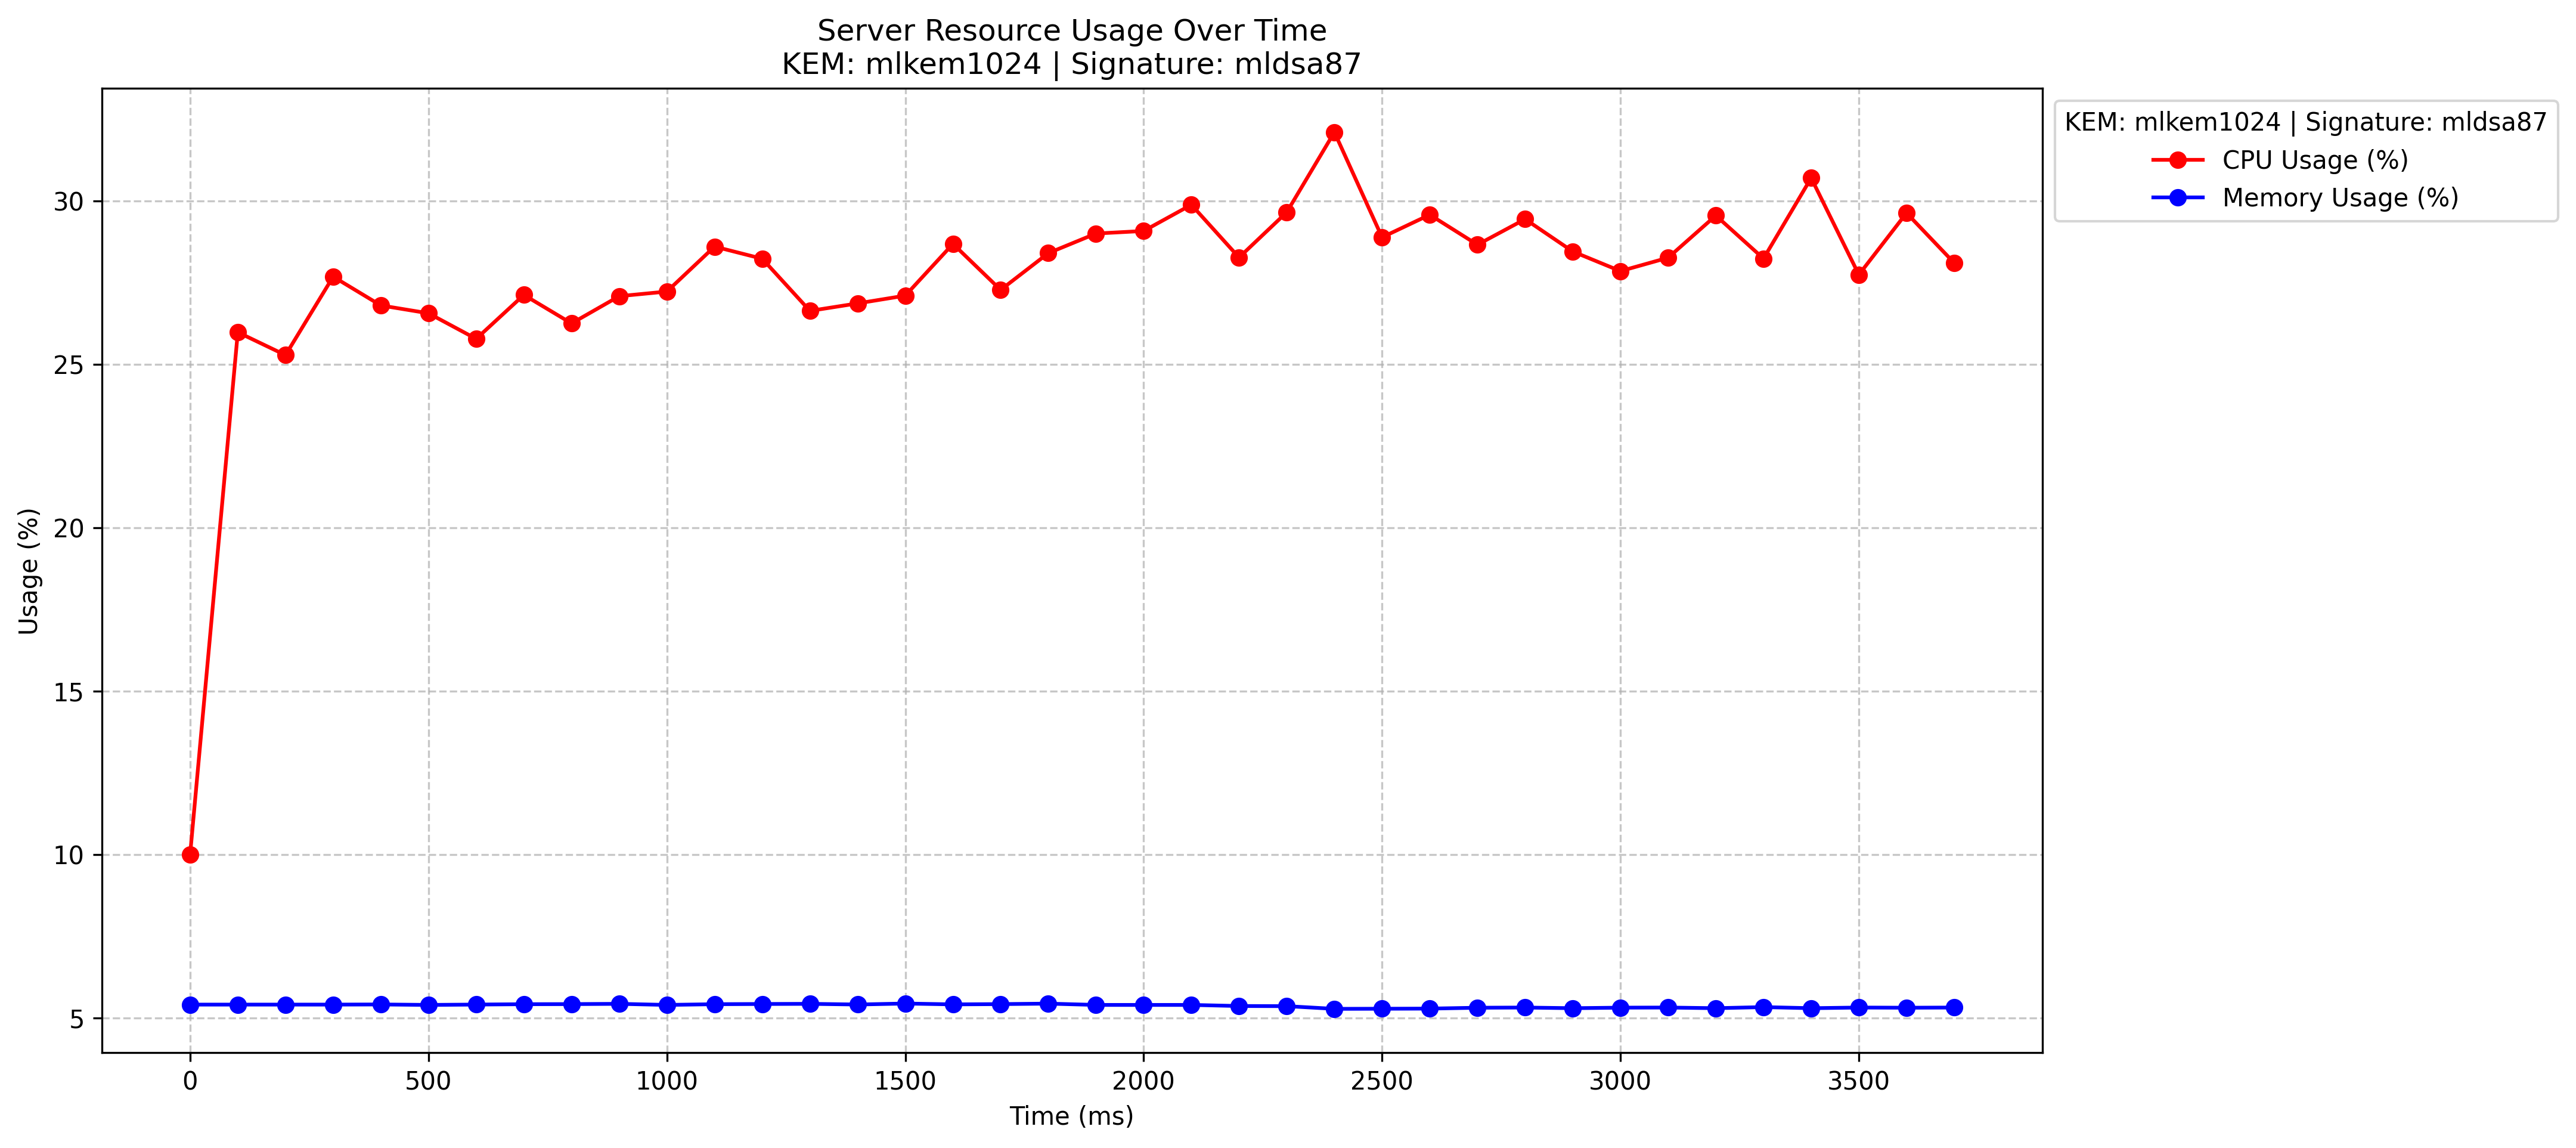 Server Resource Usage Over Time
KEM: mlkem1024 | Signature: mldsa87
KEM: mlkem1024 | Signature: mldsa87
CPU Usage (%)
Memory Usage (%)
Usage (%)
30
25
20
15
10
5
0 500 1000 1500 2000 2500 3000 3500
Time (ms)